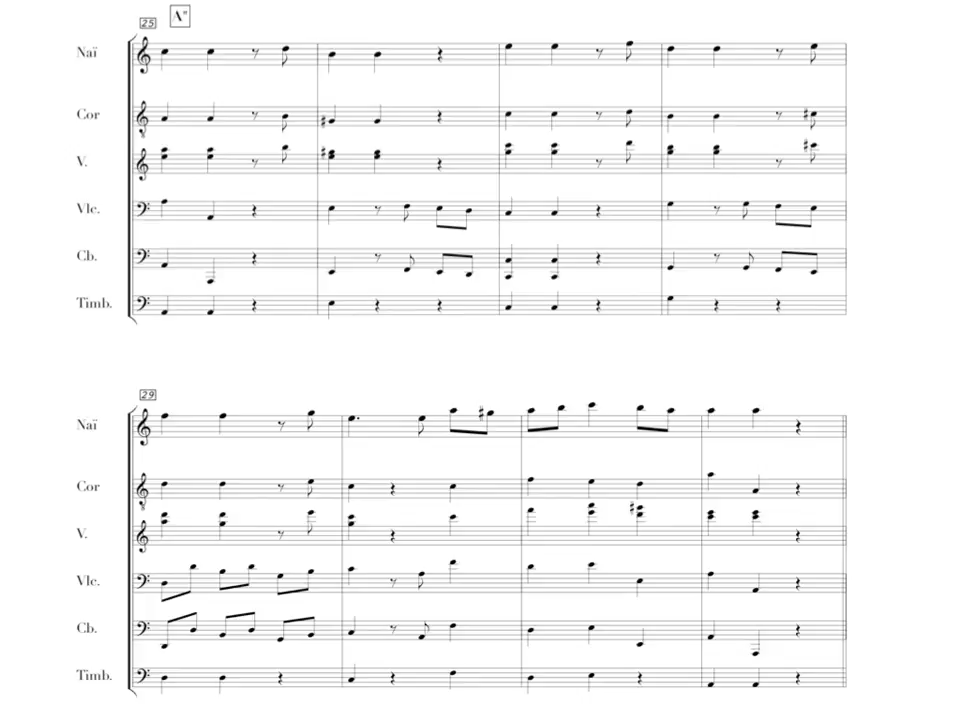 25 A"
Naï
Cor
V.
Vlc.
Cb.
Timb.
29
Naï
Cor
V.
Vlc.
Cb.
Timb.